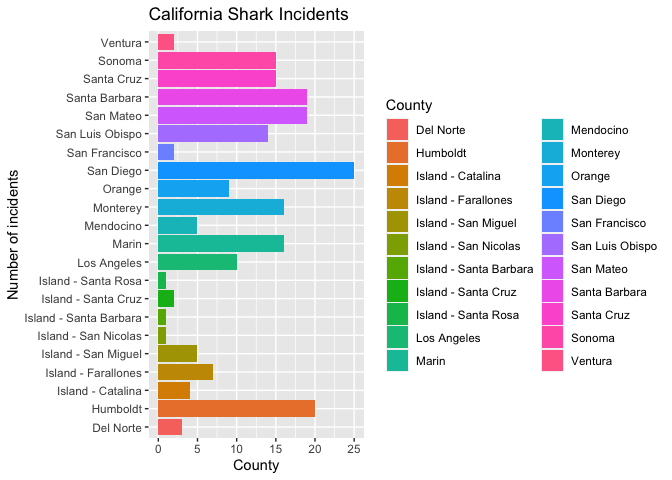 California Shark Incidents
Number of incidents
Ventura
Sonoma
Santa Cruz
Santa Barbara
San Mateo
San Luis Obispo
San Francisco
San Diego
Orange
Monterey
Mendocino
Marin
Los Angeles
Island - Santa Rosa
Island - Santa Cruz
Island - Santa Barbara
Island - San Nicolas
Island - San Miguel
Island - Farallones
Island - Catalina
Humboldt
Del Norte
0 5 10 15 20 25
County
County
Del Norte
Humboldt
Island - Catalina
Island - Farallones
Island - San Miguel
Island - San Nicolas
Island - Santa Barbara
Island - Santa Cruz
Island - Santa Rosa
Los Angeles
Marin
Mendocino
Monterey
Orange
San Diego
San Francisco
San Luis Obispo
San Mateo
Santa Barbara
Santa Cruz
Sonoma
Ventura